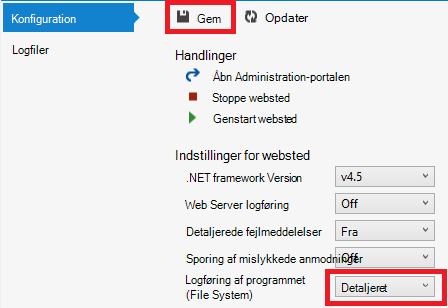 Konfiguration
Gem
Opdater
Logfiler
Handlinger
Åbn Administration-portalen
Stoppe websted
Genstart websted
Indstillinger for websted
.NET framework Version
v4.5
Web Server logføring
Off
Detaljerede fejlmeddelelser
Fra
Sporing af mislykkede anmodninger
Off
Logføring af programmet
(File System)
Detaljeret